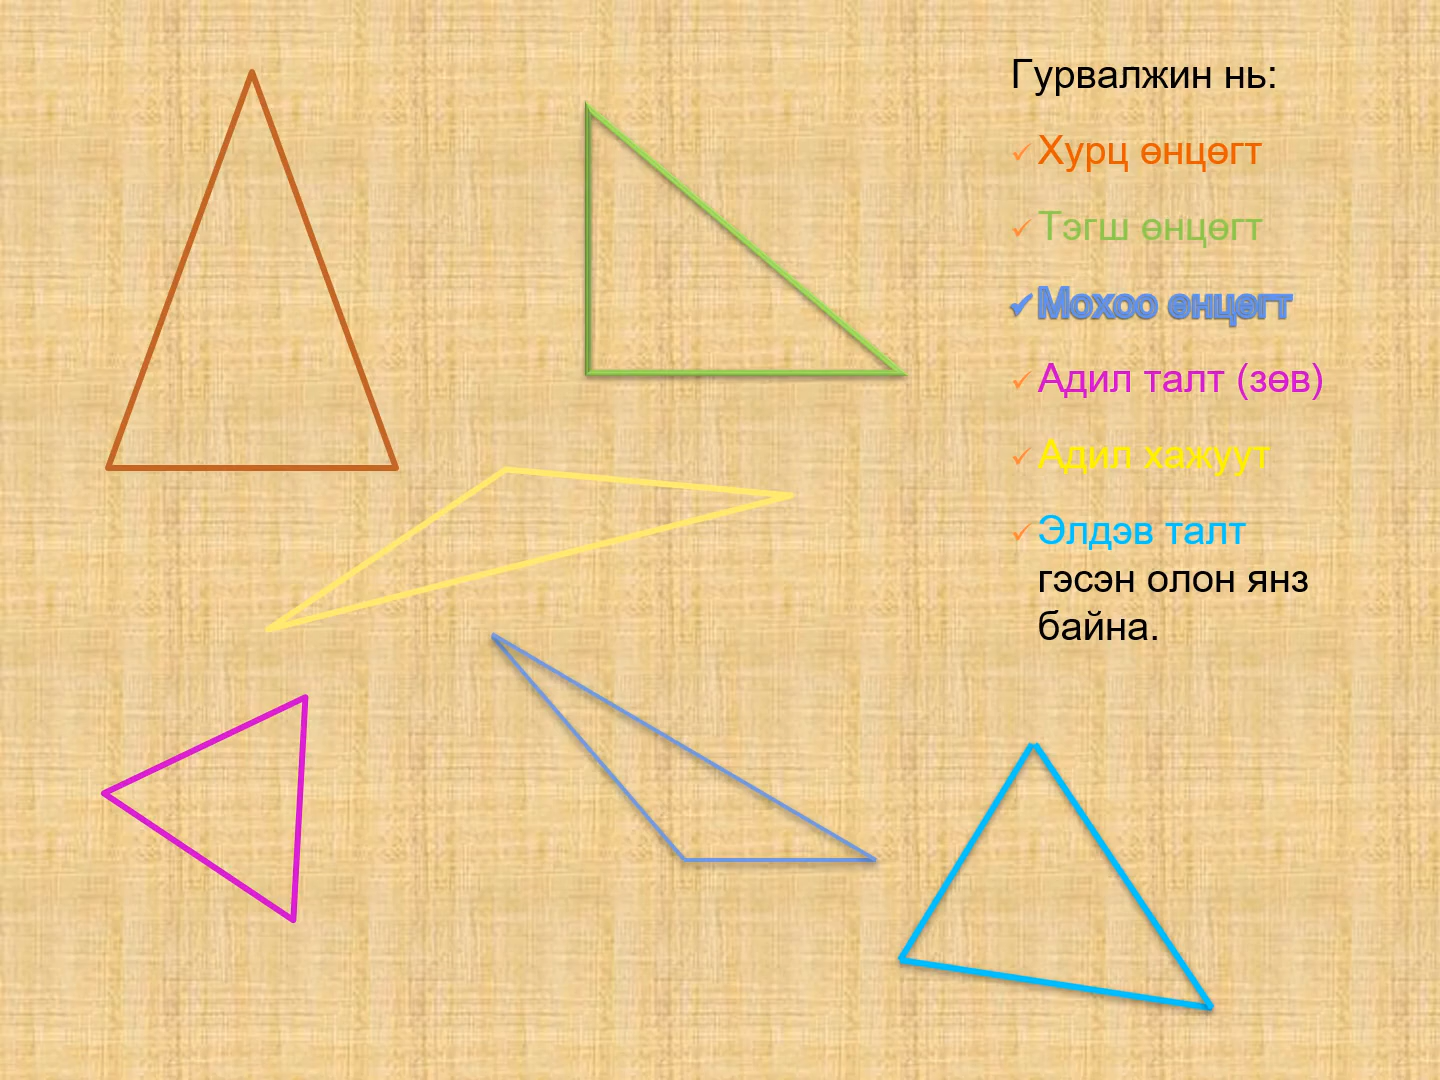 Гурвалжин нь:
✓ Хурц өнцөгт
✓ Тэгш өнцөгт
✓ Мохоо өнцөгт
✓ Адил талт (зөв)
✓ Адил хажуут
✓ Элдэв талт
гэсэн олон янз
байна.